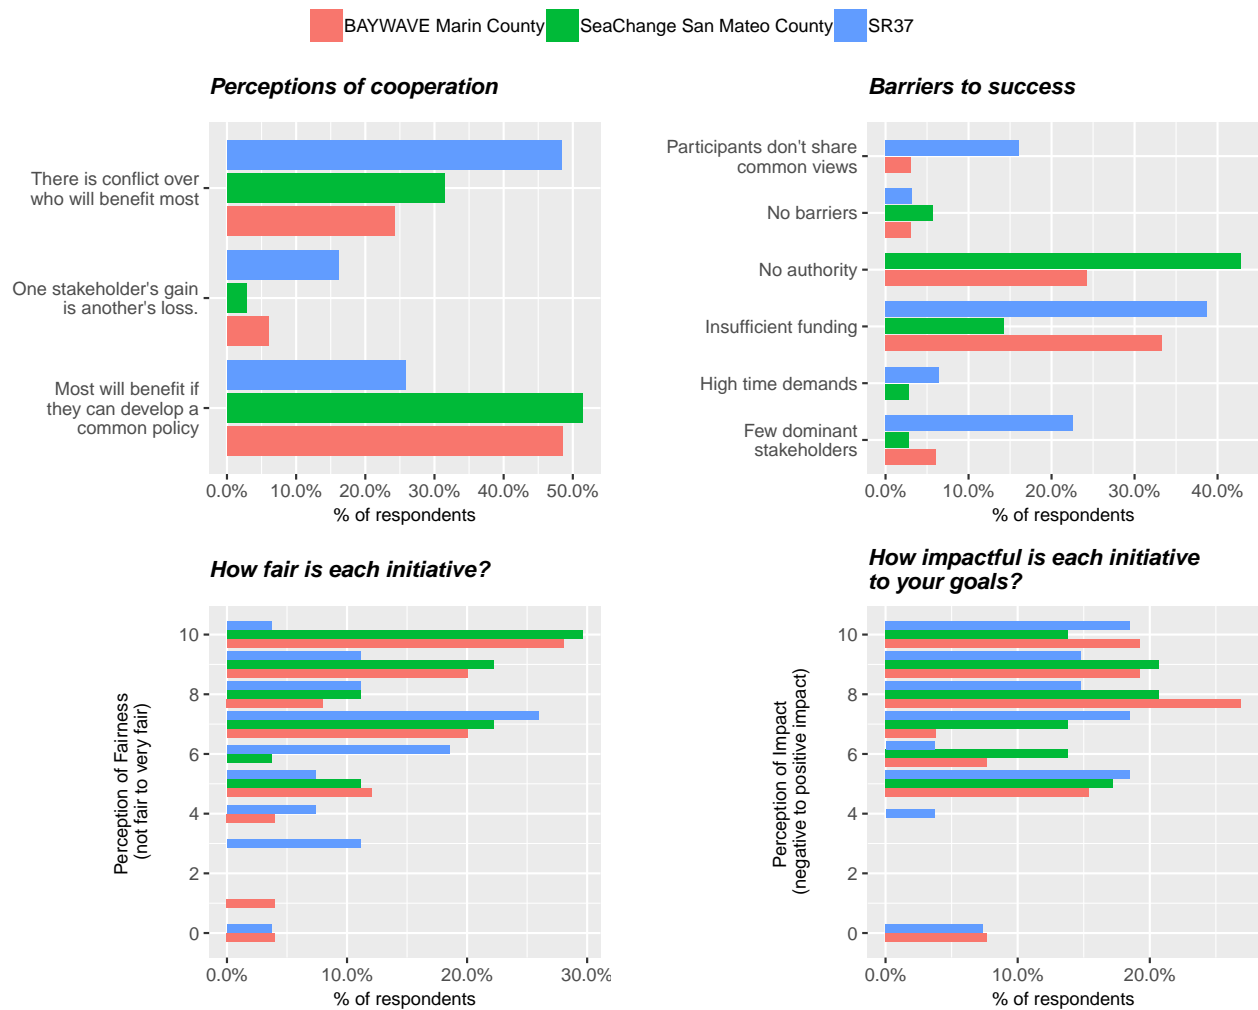 BAYWAVE Marin County SeaChange San Mateo County SR37
Perceptions of cooperation
There is conflict over
who will benefit most
One stakeholder's gain
is another's loss.
Most will benefit if
they can develop a
common policy
0.0% 10.0% 20.0% 30.0% 40.0% 50.0%
% of respondents
Barriers to success
Participants don't share
common views
No barriers
No authority
Insufficient funding
High time demands
Few dominant
stakeholders
0.0% 10.0% 20.0% 30.0% 40.0%
% of respondents
How fair is each initiative?
Perception of Fairness
(not fair to very fair)
10
8
6
4
2
0
0.0% 10.0% 20.0% 30.0%
% of respondents
How impactful is each initiative
to your goals?
Perception of Impact
(negative to positive impact)
10
8
6
4
2
0
0.0% 10.0% 20.0%
% of respondents